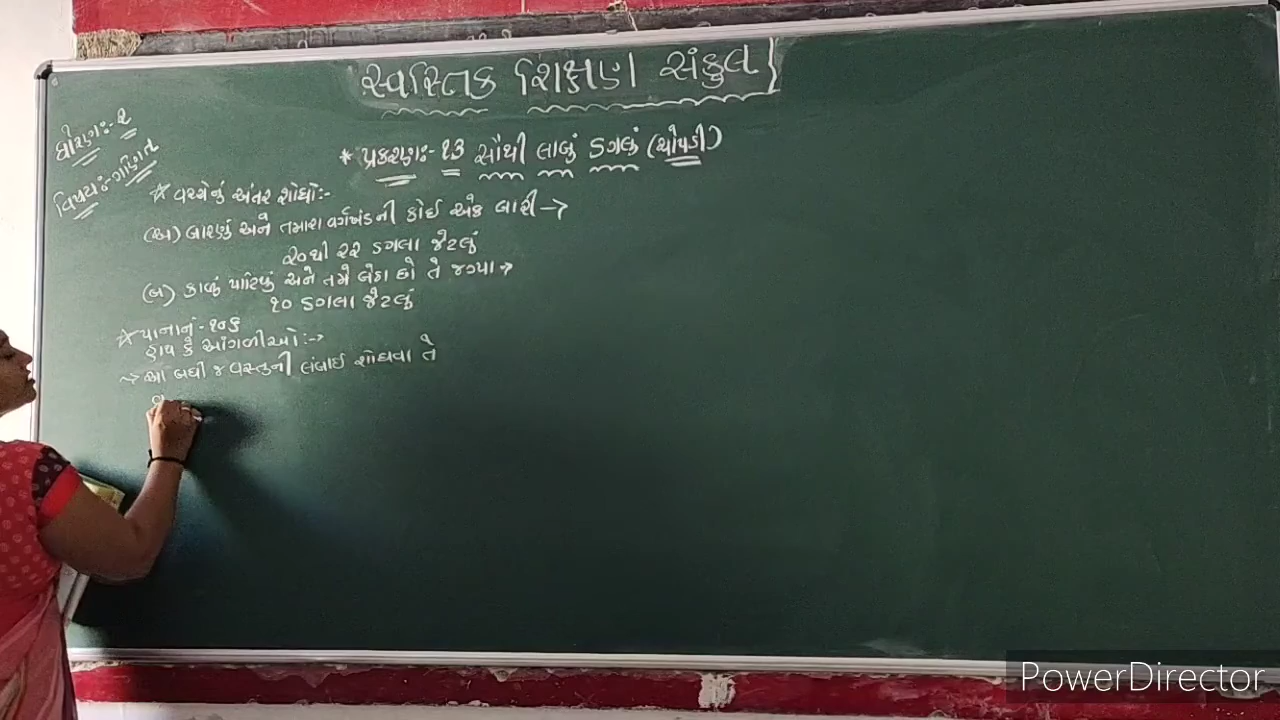 સ્વસ્તિક શિક્ષણ સંકુલ
ધોરણઃ- ૨
વિષયઃ- ગણિત
* પ્રકરણઃ- ૧૩ સૌથી લાબું ડગલું (ચોપડી)
☆ વચ્ચેનું અંતર શોધોઃ-
(અ) બારણું અને તમારા વર્ગખંડની કોઈ એક બારી →
૨૦થી ૨૨ ડગલા જેટલું
(બ) કાળું પાટિયું અને તમે બેઠા હો તે જગ્યા →
૧૦ ડગલા જેટલું
☆ પાનાનું - ૧૦૬
હાથ કે આંગળીઓઃ→
→ આ બધી જ વસ્તુની લંબાઈ શોધવા તે
PowerDirector